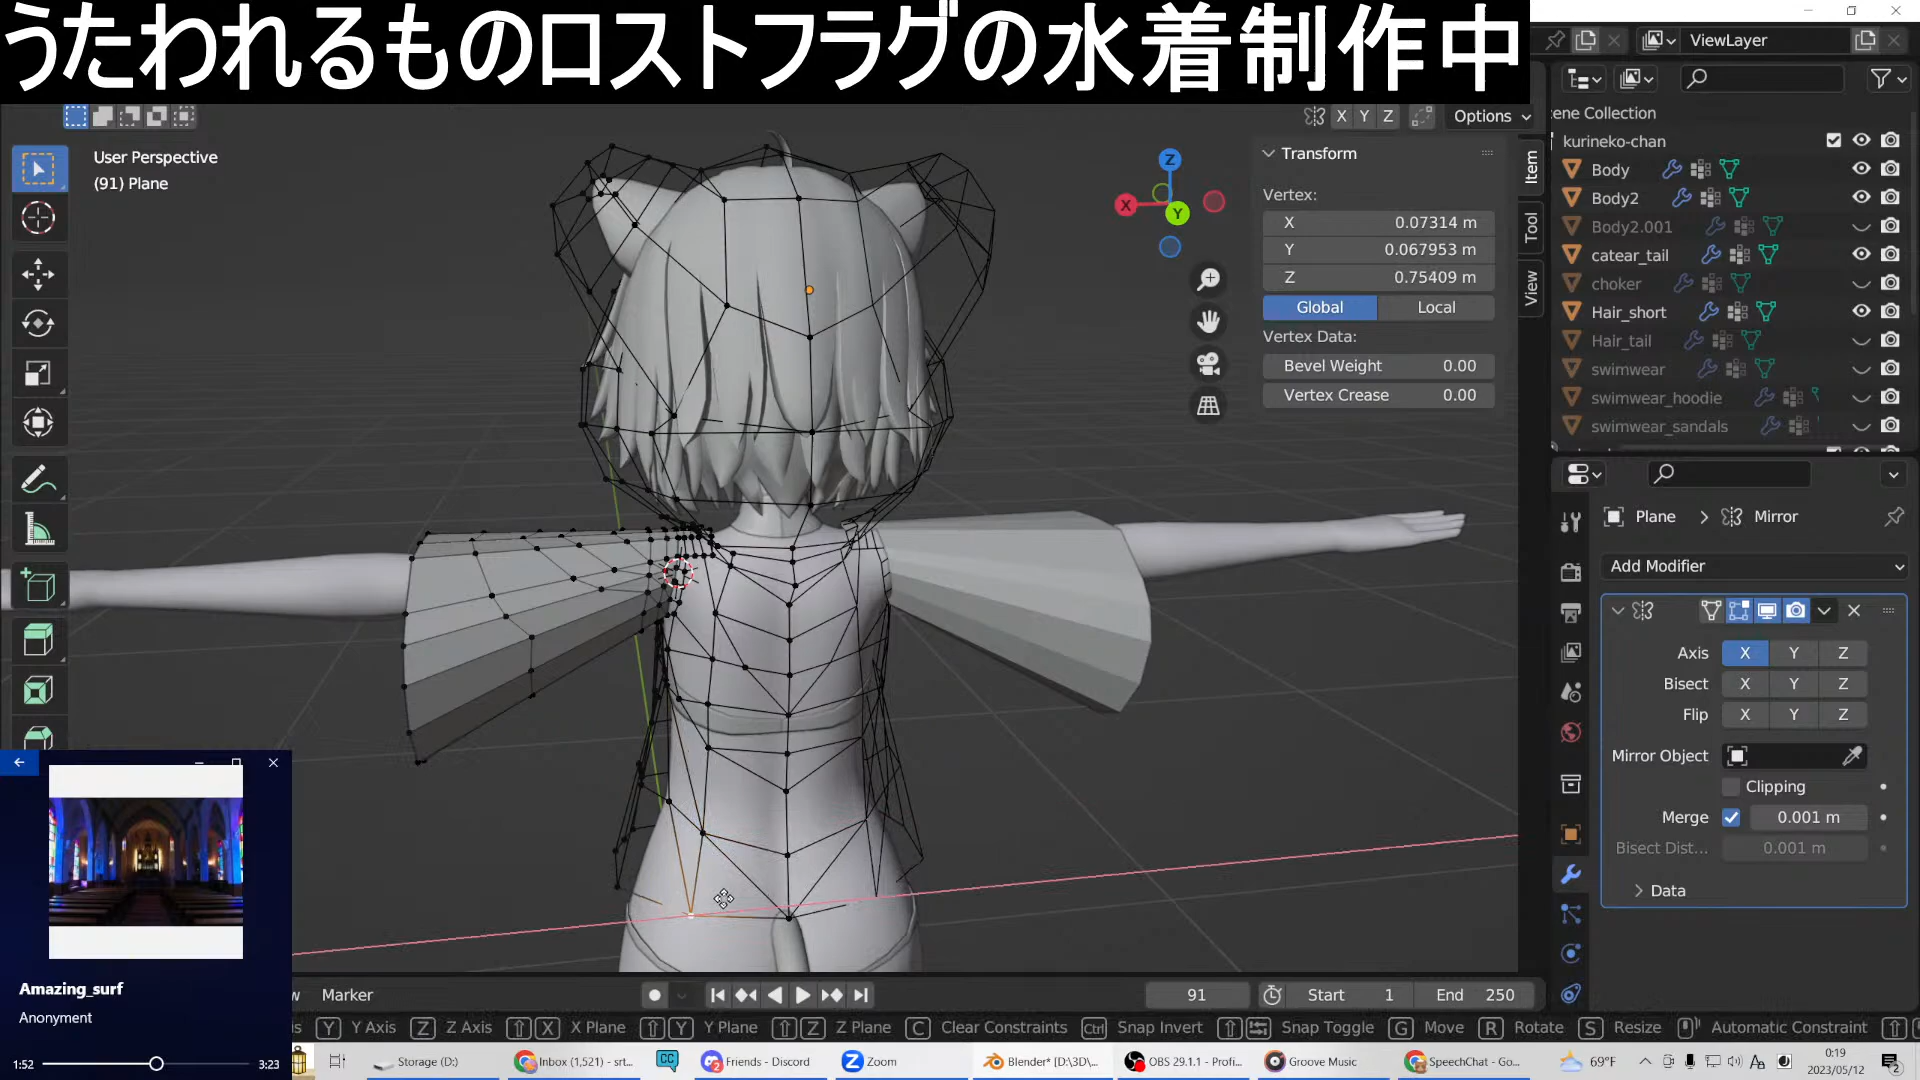 うたわれるものロストフラグの水着制作中
ViewLayer
X Y Z Options
User Perspective
(91) Plane
Transform
Vertex:
X 0.07314 m
Y 0.067953 m
Z 0.75409 m
Global Local
Vertex Data:
Bevel Weight 0.00
Vertex Crease 0.00
Item
Tool
View
Z
X
Y
ene Collection
kurineko-chan
Body
Body2
Body2.001
catear_tail
choker
Hair_short
Hair_tail
swimwear
swimwear_hoodie
swimwear_sandals
Plane > Mirror
Add Modifier
Axis X Y Z
Bisect X Y Z
Flip X Y Z
Mirror Object
Clipping
Merge 0.001 m
Bisect Dist... 0.001 m
Data
Amazing_surf
Anonyment
1:52 3:23
w Marker
91 Start 1 End 250
is Y Y Axis Z Z Axis X X Plane Y Y Plane Z Z Plane C Clear Constraints Ctrl Snap Invert Snap Toggle G Move R Rotate S Resize Automatic Constraint
Storage (D:) Inbox (1,521) - srt... CC Friends - Discord Zoom Blender* [D:\3D\... OBS 29.1.1 - Profi... Groove Music SpeechChat - Go... 69°F A 0:19
2023/05/12
2